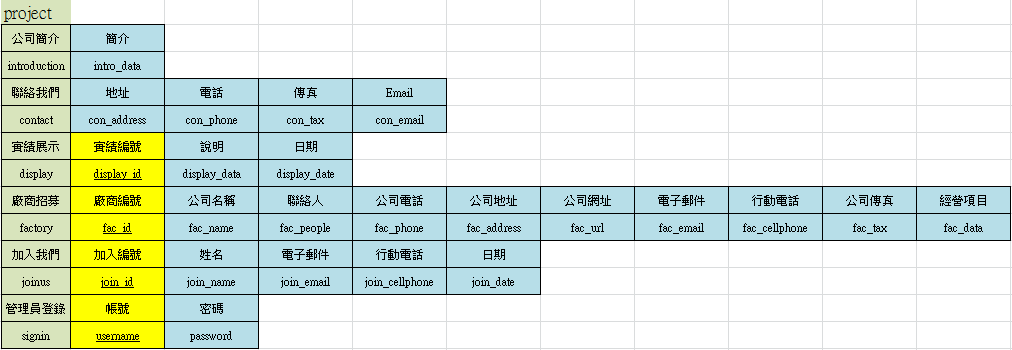 project
公司簡介 簡介
introduction intro_data
聯絡我們 地址 電話 傳真 Email
contact con_address con_phone con_tax con_email
實績展示 實績編號 說明 日期
display display_id display_data display_date
廠商招募 廠商編號 公司名稱 聯絡人 公司電話 公司地址 公司網址 電子郵件 行動電話 公司傳真 經營項目
factory fac_id fac_name fac_people fac_phone fac_address fac_url fac_email fac_cellphone fac_tax fac_data
加入我們 加入編號 姓名 電子郵件 行動電話 日期
joinus join_id join_name join_email join_cellphone join_date
管理員登錄 帳號 密碼
signin username password